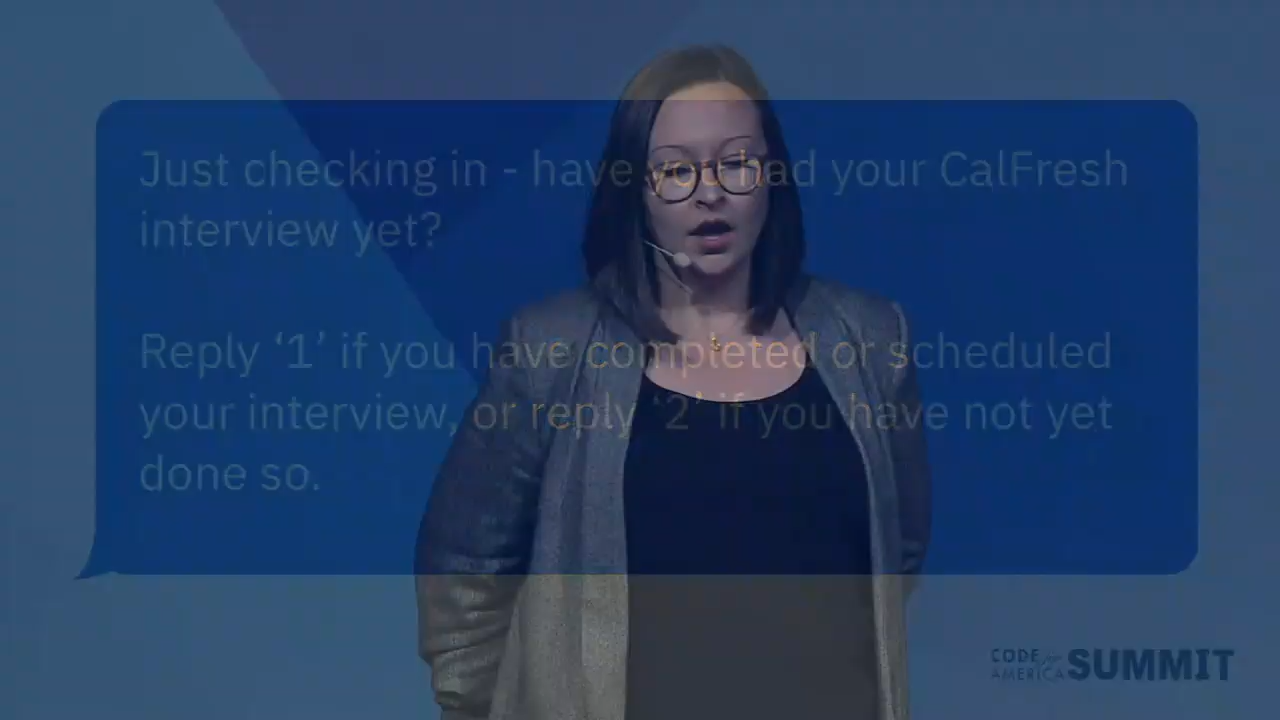 Just checking in - have you had your CalFresh
interview yet?
Reply ‘1’ if you have completed or scheduled
your interview, or reply ‘2’ if you have not yet
done so.
CODE for
AMERICA
SUMMIT